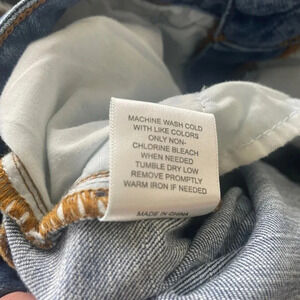 MACHINE WASH COLD
WITH LIKE COLORS
ONLY NON-
CHLORINE BLEACH
WHEN NEEDED
TUMBLE DRY LOW
REMOVE PROMPTLY
WARM IRON IF NEEDED
MADE IN CHINA